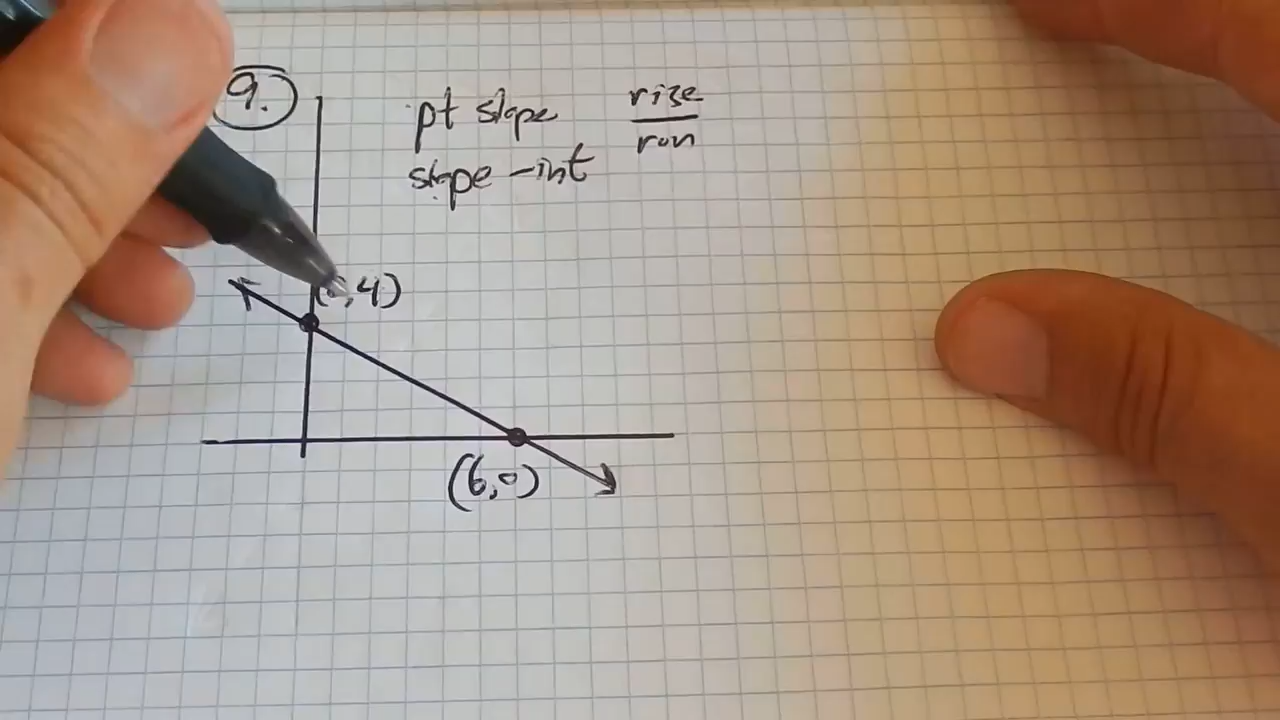 9.
pt slope
rise
run
slope -int
,4)
(6,0)